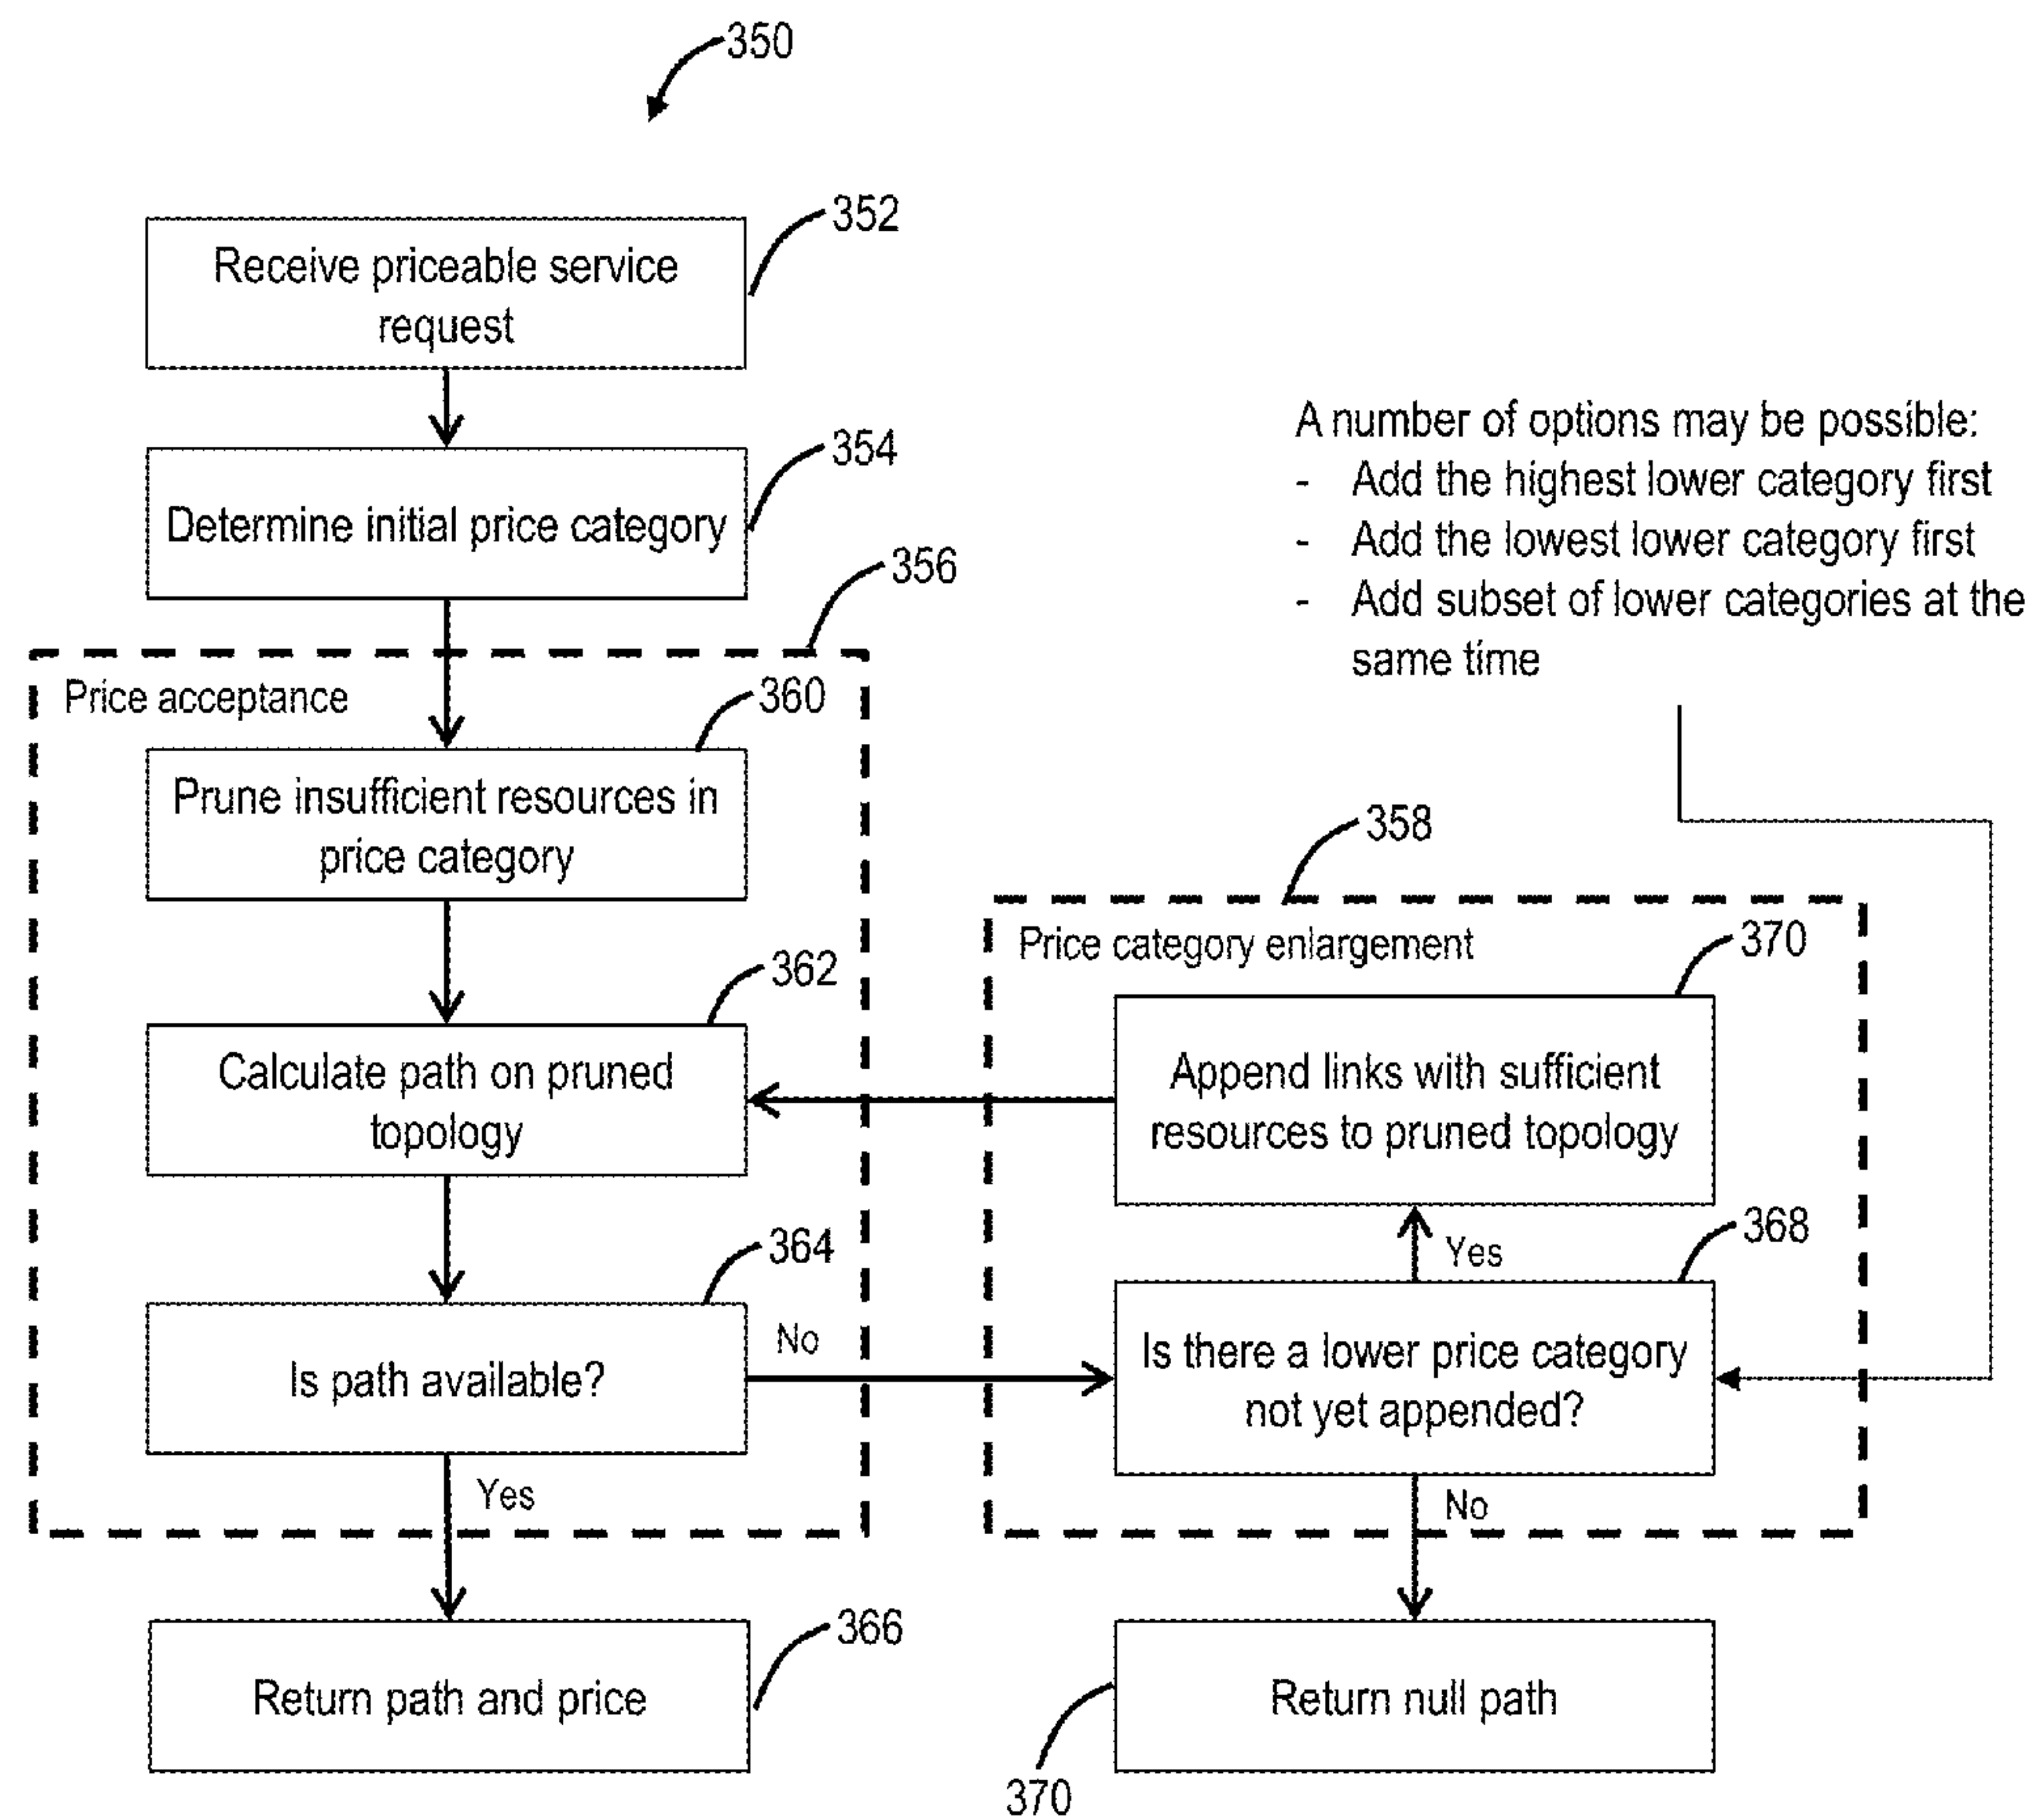 350
352
Receive priceable service
request
354
Determine initial price category
356
A number of options may be possible:
- Add the highest lower category first
- Add the lowest lower category first
- Add subset of lower categories at the
same time
Price acceptance
360
Prune insufficient resources in
price category
358
Price category enlargement
370
362
Calculate path on pruned
topology
Append links with sufficient
resources to pruned topology
364
Is path available?
No
Yes
368
Is there a lower price category
not yet appended?
Yes
No
366
Return path and price
Return null path
370